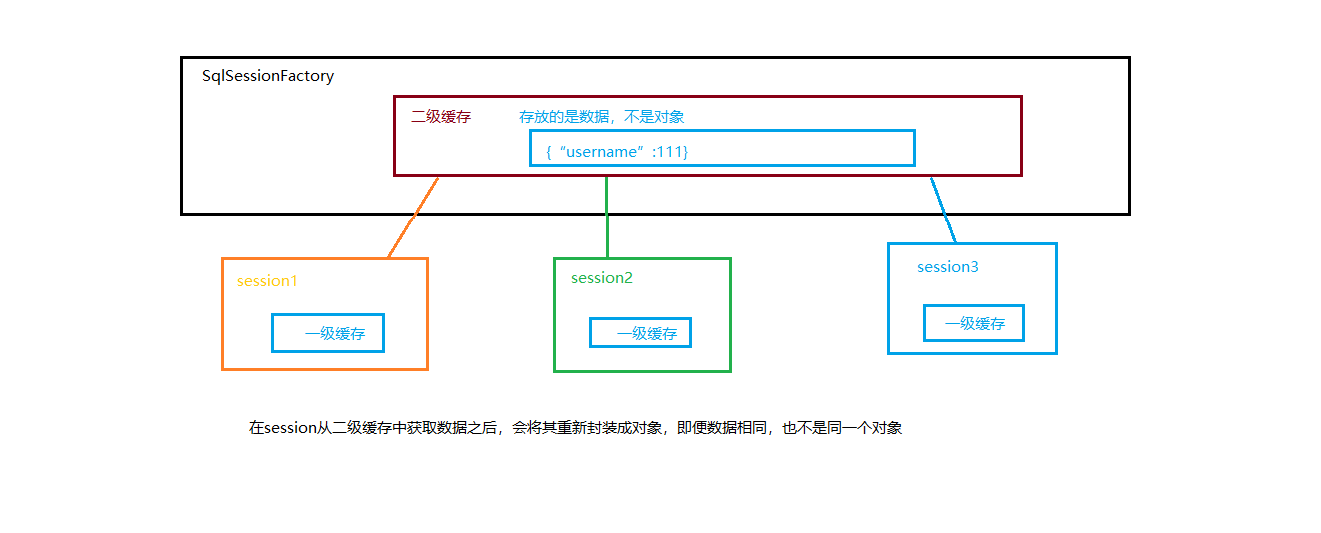 SqlSessionFactory
二级缓存 存放的是数据，不是对象
{“username”:111}
session1
session2
session3
一级缓存
一级缓存
一级缓存
在session从二级缓存中获取数据之后，会将其重新封装成对象，即便数据相同，也不是同一个对象